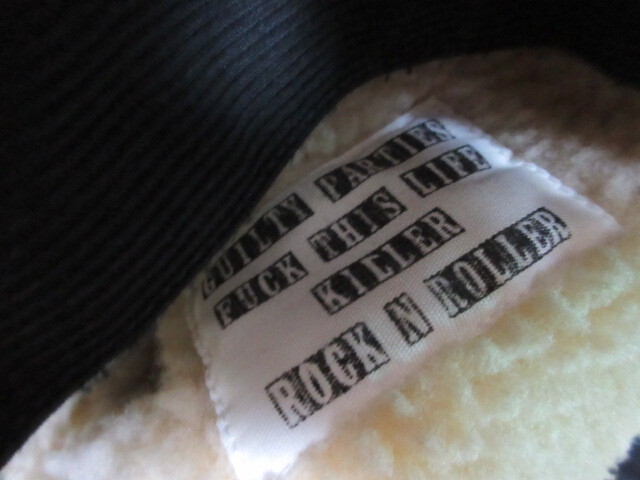 GUILTY PARTIES
FUCK THIS LIFE
KILLER
ROCK N ROLLER